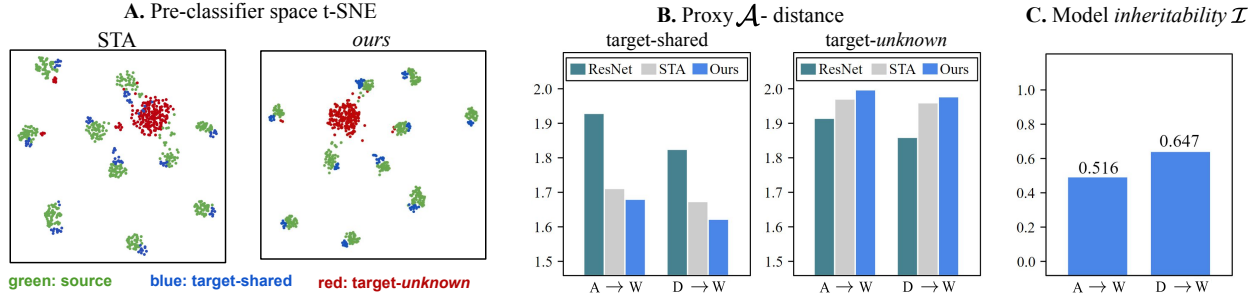 A. Pre-classifier space t-SNE
STA
ours
green: source
blue: target-shared
red: target-unknown
B. Proxy 𝒜- distance
target-shared
ResNet STA Ours
2.0
1.9
1.8
1.7
1.6
1.5
A → W
D → W
target-unknown
ResNet STA Ours
2.0
1.9
1.8
1.7
1.6
1.5
A → W
D → W
C. Model inheritability ℐ
1.0
0.8
0.6
0.4
0.2
0.0
0.516
0.647
A → W
D → W